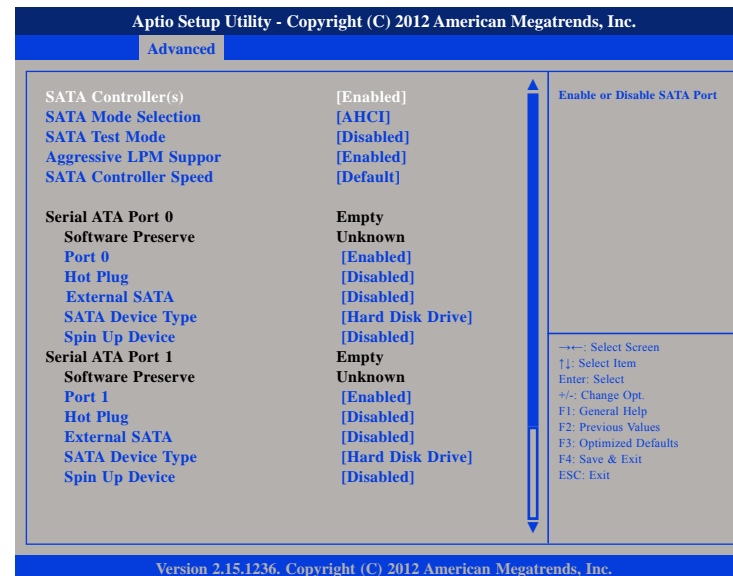 Aptio Setup Utility - Copyright (C) 2012 American Megatrends, Inc.
Advanced
SATA Controller(s) [Enabled]
SATA Mode Selection [AHCI]
SATA Test Mode [Disabled]
Aggressive LPM Suppor [Enabled]
SATA Controller Speed [Default]
Serial ATA Port 0 Empty
Software Preserve Unknown
Port 0 [Enabled]
Hot Plug [Disabled]
External SATA [Disabled]
SATA Device Type [Hard Disk Drive]
Spin Up Device [Disabled]
Serial ATA Port 1 Empty
Software Preserve Unknown
Port 1 [Enabled]
Hot Plug [Disabled]
External SATA [Disabled]
SATA Device Type [Hard Disk Drive]
Spin Up Device [Disabled]
Enable or Disable SATA Port
→←: Select Screen
↑↓: Select Item
Enter: Select
+/-: Change Opt.
F1: General Help
F2: Previous Values
F3: Optimized Defaults
F4: Save & Exit
ESC: Exit
Version 2.15.1236. Copyright (C) 2012 American Megatrends, Inc.